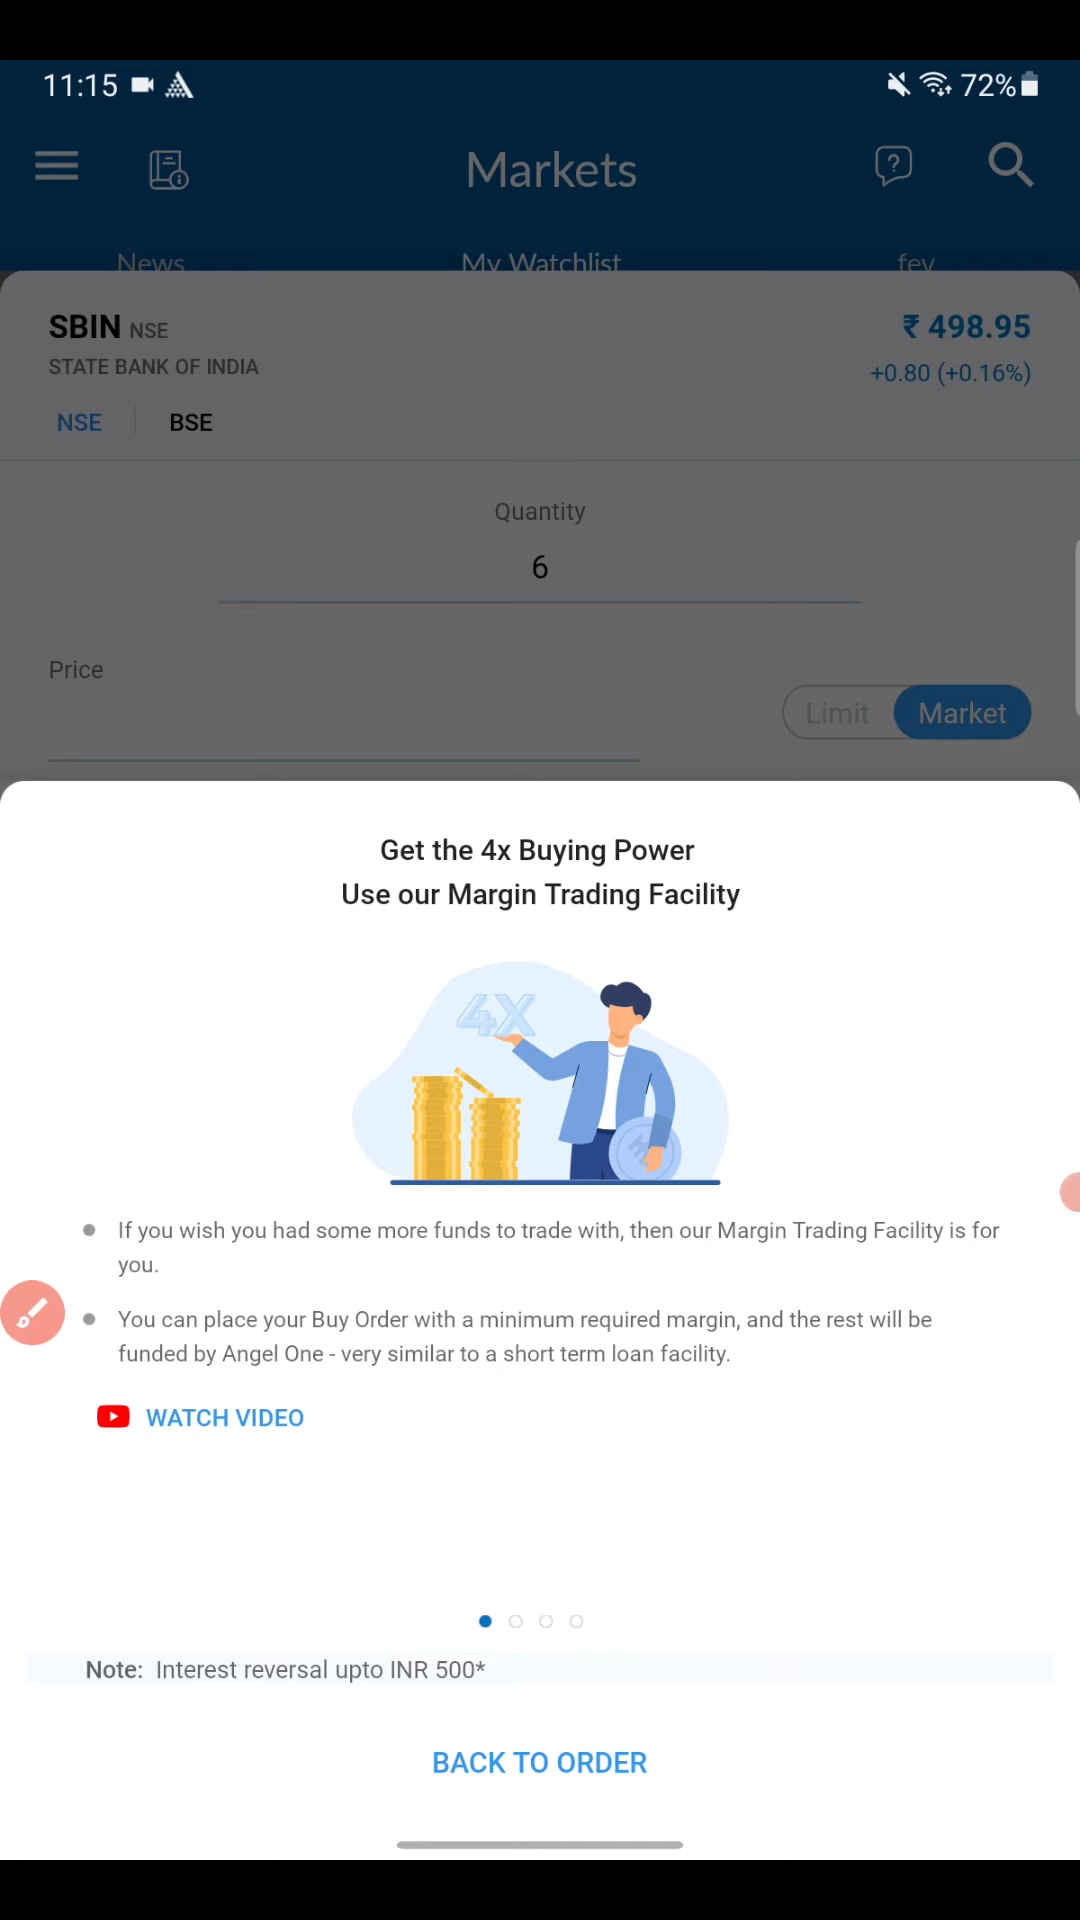 11:15
72%
Markets
News
My Watchlist
fev
SBIN NSE
₹ 498.95
STATE BANK OF INDIA
+0.80 (+0.16%)
NSE
BSE
Quantity
6
Price
Limit
Market
Get the 4x Buying Power
Use our Margin Trading Facility
4X
If you wish you had some more funds to trade with, then our Margin Trading Facility is for
you.
You can place your Buy Order with a minimum required margin, and the rest will be
funded by Angel One - very similar to a short term loan facility.
WATCH VIDEO
Note: Interest reversal upto INR 500*
BACK TO ORDER